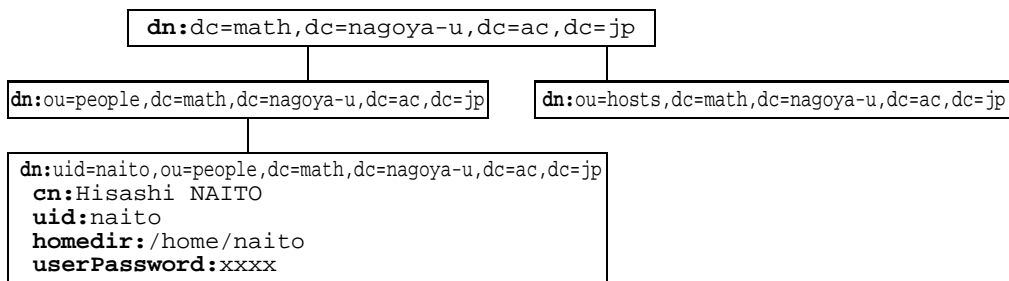 dn:dc=math,dc=nagoya-u,dc=ac,dc=jp
dn:ou=people,dc=math,dc=nagoya-u,dc=ac,dc=jp
dn:ou=hosts,dc=math,dc=nagoya-u,dc=ac,dc=jp
dn:uid=naito,ou=people,dc=math,dc=nagoya-u,dc=ac,dc=jp
cn:Hisashi NAITO
uid:naito
homedir:/home/naito
userPassword:xxxx